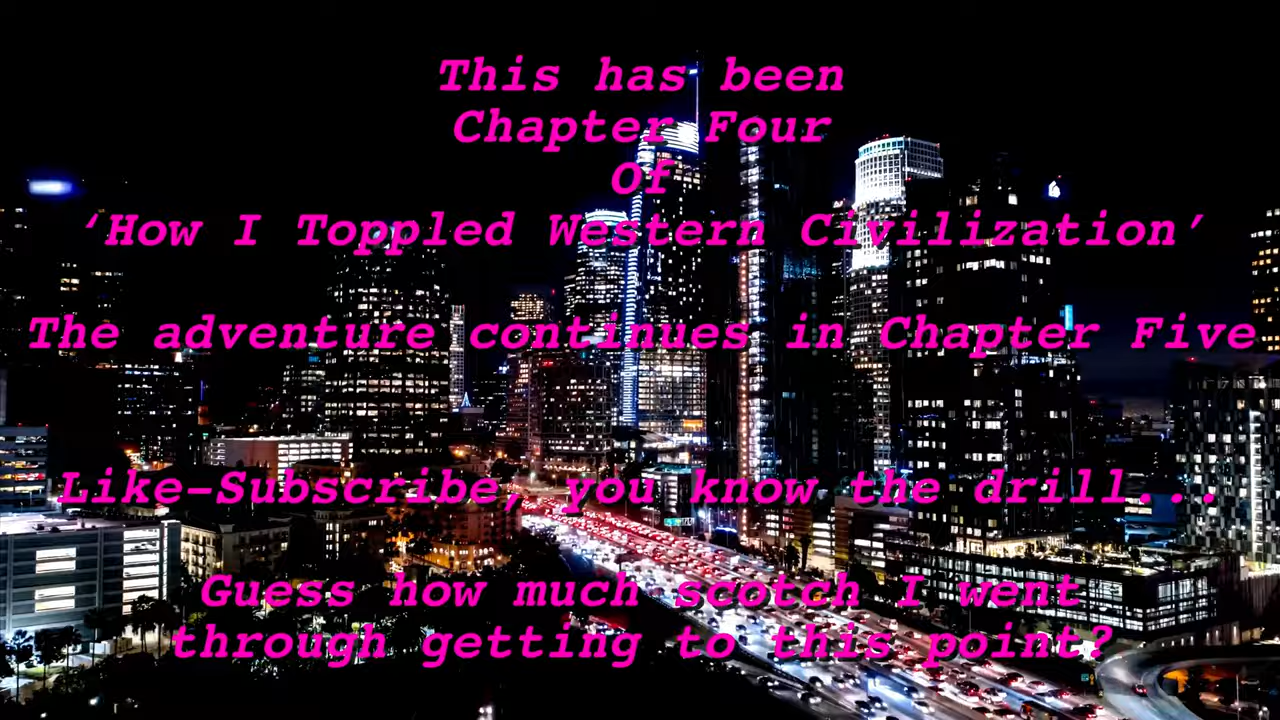 This has been
Chapter Four
Of
‘How I Toppled Western Civilization’
The adventure continues in Chapter Five
Like-Subscribe, you know the drill...
Guess how much scotch I went
through getting to this point?